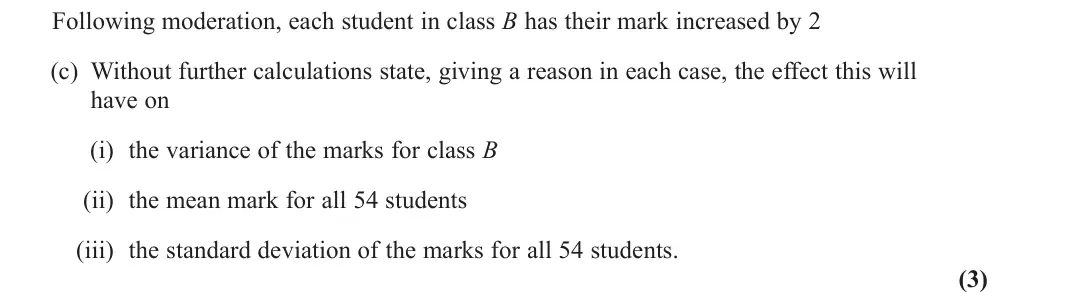 Following moderation, each student in class B has their mark increased by 2
(c) Without further calculations state, giving a reason in each case, the effect this will
have on
(i) the variance of the marks for class B
(ii) the mean mark for all 54 students
(iii) the standard deviation of the marks for all 54 students.
(3)